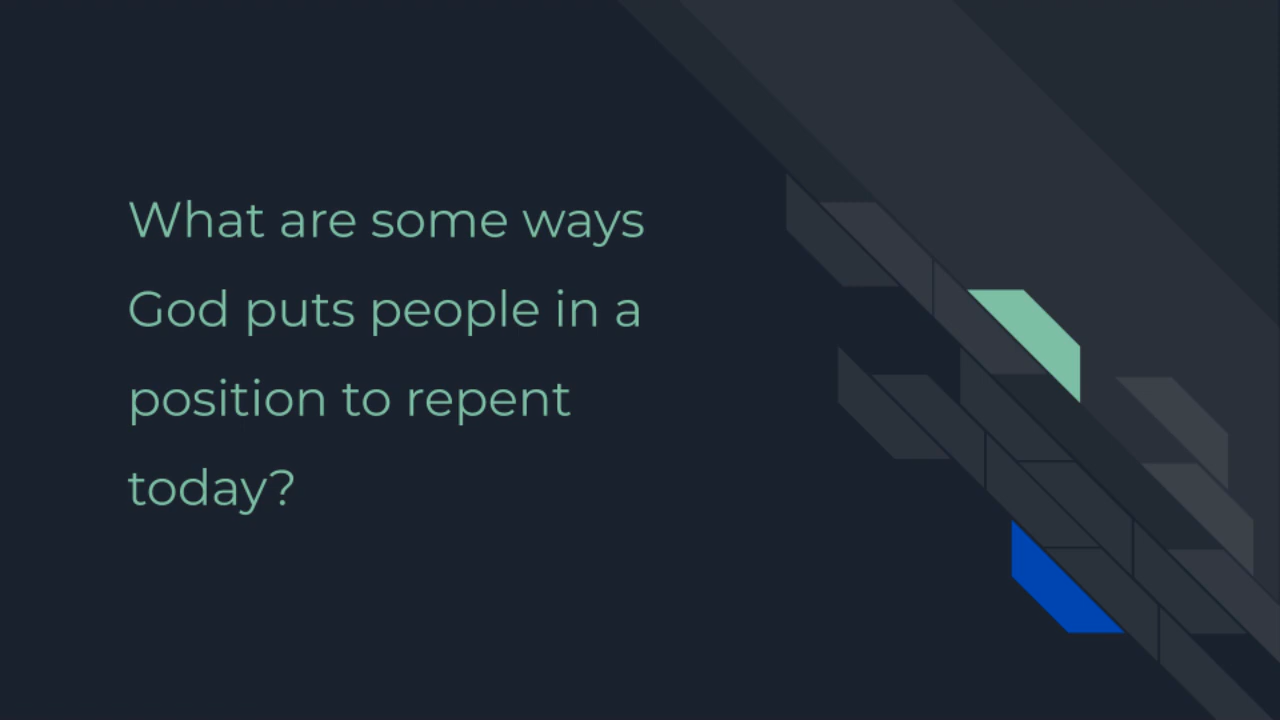 What are some ways
God puts people in a
position to repent
today?